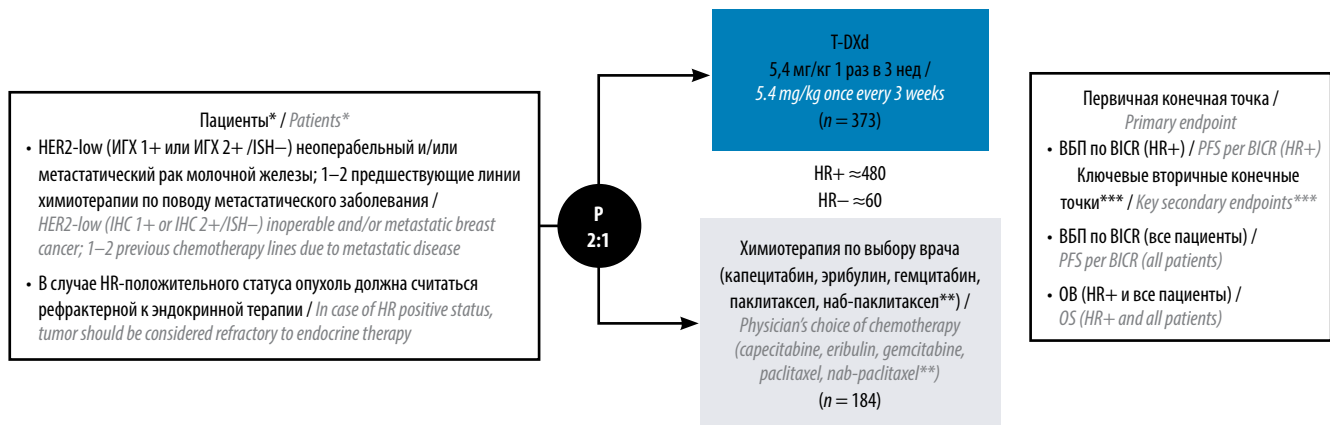 Пациенты* / Patients*
• HER2-low (ИГХ 1+ или ИГХ 2+ /ISH−) неоперабельный и/или
метастатический рак молочной железы; 1–2 предшествующие линии
химиотерапии по поводу метастатического заболевания /
HER2-low (IHC 1+ or IHC 2+/ISH−) inoperable and/or metastatic breast
cancer; 1–2 previous chemotherapy lines due to metastatic disease
• В случае HR-положительного статуса опухоль должна считаться
рефрактерной к эндокринной терапии / In case of HR positive status,
tumor should be considered refractory to endocrine therapy
Р
2:1
T-DXd
5,4 мг/кг 1 раз в 3 нед /
5.4 mg/kg once every 3 weeks
(n = 373)
HR+ ≈480
HR− ≈60
Химиотерапия по выбору врача
(капецитабин, эрибулин, гемцитабин,
паклитаксел, наб-паклитаксел**) /
Physician's choice of chemotherapy
(capecitabine, eribulin, gemcitabine,
paclitaxel, nab-paclitaxel**)
(n = 184)
Первичная конечная точка /
Primary endpoint
• ВБП по BICR (HR+) / PFS per BICR (HR+)
Ключевые вторичные конечные
точки*** / Key secondary endpoints***
• ВБП по BICR (все пациенты) /
PFS per BICR (all patients)
• ОВ (HR+ и все пациенты) /
OS (HR+ and all patients)